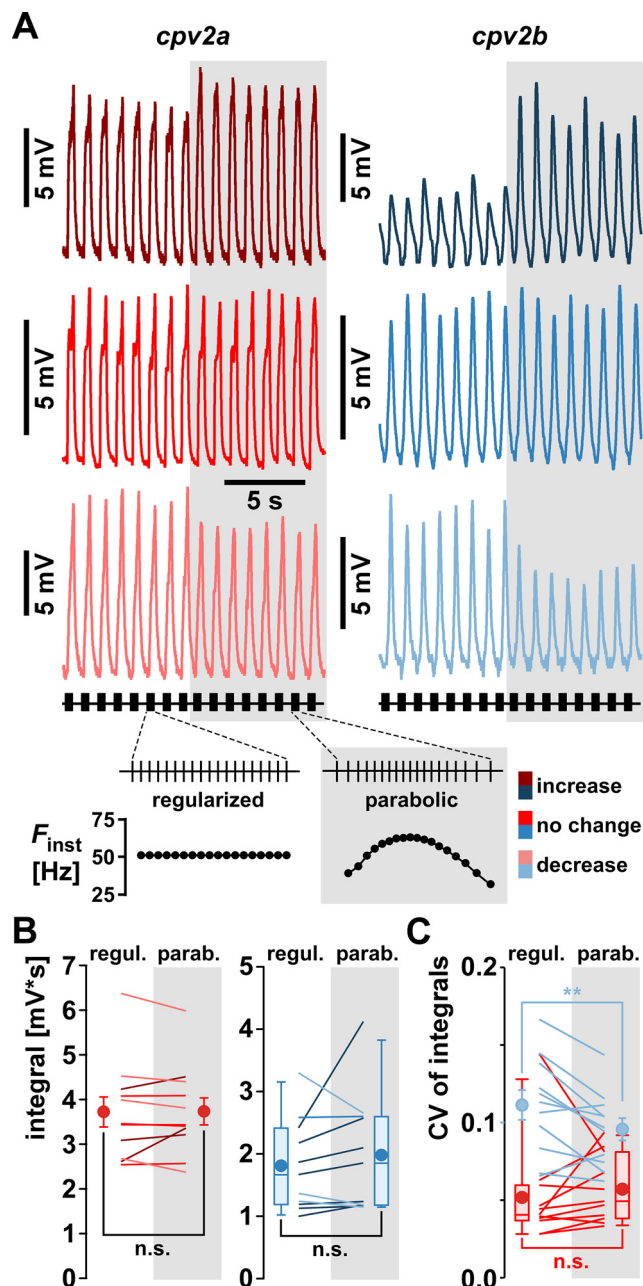 A
cpv2a
cpv2b
5 mV
5 mV
5 mV
5 mV
5 s
5 mV
5 mV
regularized
parabolic
increase
no change
decrease
Finst
[Hz]
75
50
25
B
regul.
parab.
integral [mV*s]
7
6
5
4
3
2
1
0
n.s.
regul.
parab.
5
4
3
2
1
0
n.s.
C
regul.
parab.
CV of integrals
0.2
0.1
0.0
**
n.s.